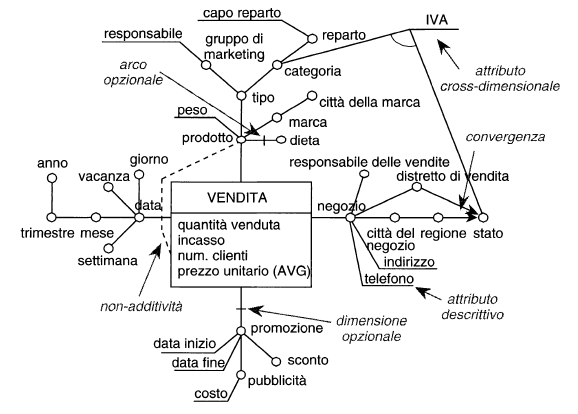 capo reparto
IVA
responsabile
gruppo di
marketing
reparto
categoria
arco
opzionale
attributo
cross-dimensionale
tipo
peso
città della marca
marca
prodotto
dieta
convergenza
anno
vacanza
giorno
responsabile delle vendite
distretto di vendita
VENDITA
data
negozio
trimestre
mese
quantità venduta
incasso
num. clienti
prezzo unitario (AVG)
città del
negozio
regione
stato
settimana
indirizzo
telefono
non-additività
attributo
descrittivo
promozione
dimensione
opzionale
data inizio
data fine
sconto
pubblicità
costo